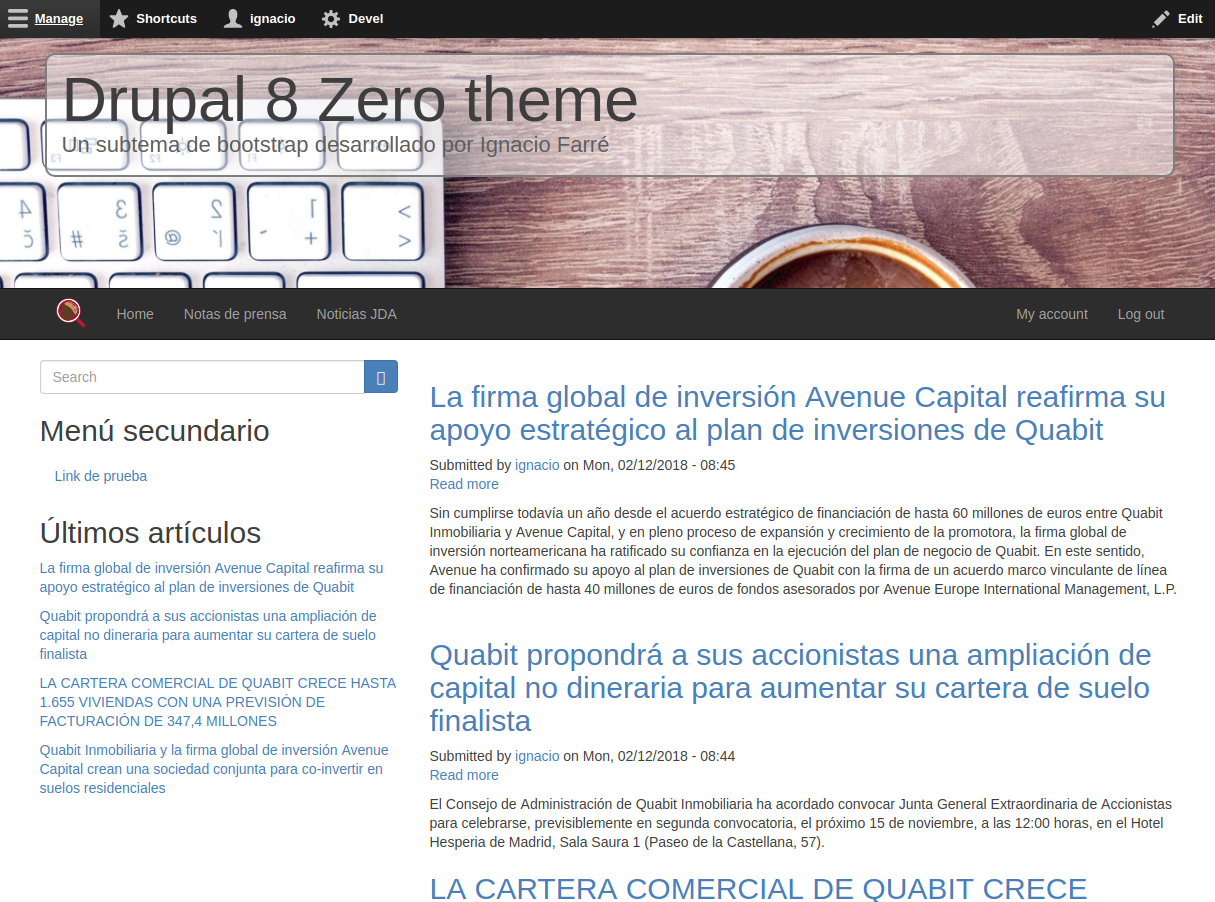 Manage Shortcuts ignacio Devel Edit
Drupal 8 Zero theme
Un subtema de bootstrap desarrollado por Ignacio Farré
Home Notas de prensa Noticias JDA My account Log out
Search
Menú secundario
Link de prueba
Últimos artículos
La firma global de inversión Avenue Capital reafirma su
apoyo estratégico al plan de inversiones de Quabit
Quabit propondrá a sus accionistas una ampliación de
capital no dineraria para aumentar su cartera de suelo
finalista
LA CARTERA COMERCIAL DE QUABIT CRECE HASTA
1.655 VIVIENDAS CON UNA PREVISIÓN DE
FACTURACIÓN DE 347,4 MILLONES
Quabit Inmobiliaria y la firma global de inversión Avenue
Capital crean una sociedad conjunta para co-invertir en
suelos residenciales
La firma global de inversión Avenue Capital reafirma su
apoyo estratégico al plan de inversiones de Quabit
Submitted by ignacio on Mon, 02/12/2018 - 08:45
Read more
Sin cumplirse todavía un año desde el acuerdo estratégico de financiación de hasta 60 millones de euros entre Quabit
Inmobiliaria y Avenue Capital, y en pleno proceso de expansión y crecimiento de la promotora, la firma global de
inversión norteamericana ha ratificado su confianza en la ejecución del plan de negocio de Quabit. En este sentido,
Avenue ha confirmado su apoyo al plan de inversiones de Quabit con la firma de un acuerdo marco vinculante de línea
de financiación de hasta 40 millones de euros de fondos asesorados por Avenue Europe International Management, L.P.
Quabit propondrá a sus accionistas una ampliación de
capital no dineraria para aumentar su cartera de suelo
finalista
Submitted by ignacio on Mon, 02/12/2018 - 08:44
Read more
El Consejo de Administración de Quabit Inmobiliaria ha acordado convocar Junta General Extraordinaria de Accionistas
para celebrarse, previsiblemente en segunda convocatoria, el próximo 15 de noviembre, a las 12:00 horas, en el Hotel
Hesperia de Madrid, Sala Saura 1 (Paseo de la Castellana, 57).
LA CARTERA COMERCIAL DE QUABIT CRECE